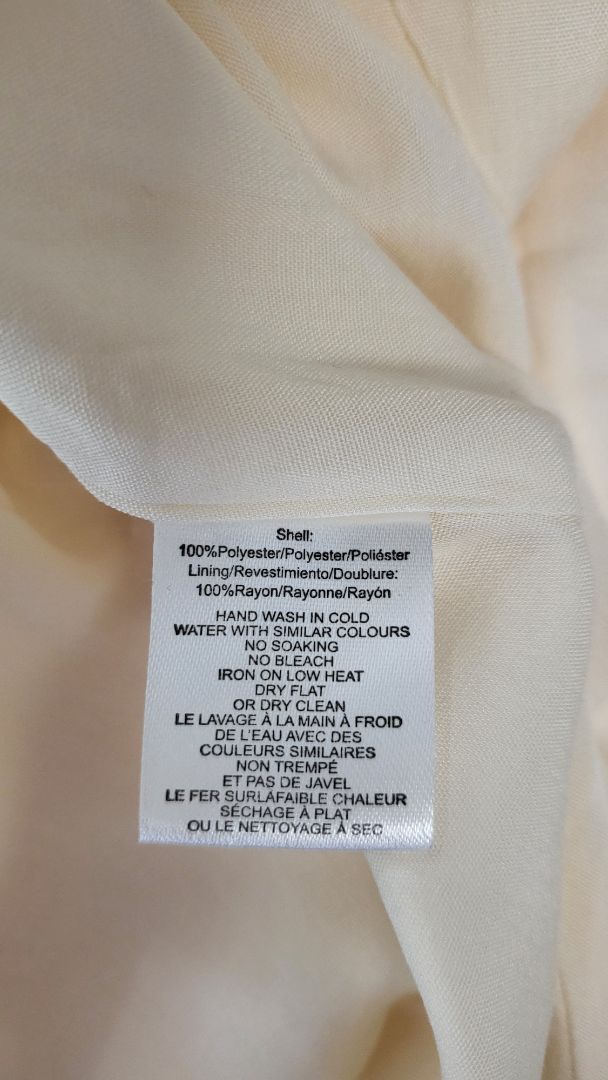 Shell:
100%Polyester/Polyester/Poliéster
Lining/Revestimiento/Doublure:
100%Rayon/Rayonne/Rayón
HAND WASH IN COLD
WATER WITH SIMILAR COLOURS
NO SOAKING
NO BLEACH
IRON ON LOW HEAT
DRY FLAT
OR DRY CLEAN
LE LAVAGE À LA MAIN À FROID
DE L'EAU AVEC DES
COULEURS SIMILAIRES
NON TREMPÉ
ET PAS DE JAVEL
LE FER SURLÁFAIBLE CHALEUR
SÉCHAGE À PLAT
OU LE NETTOYAGE À SEC